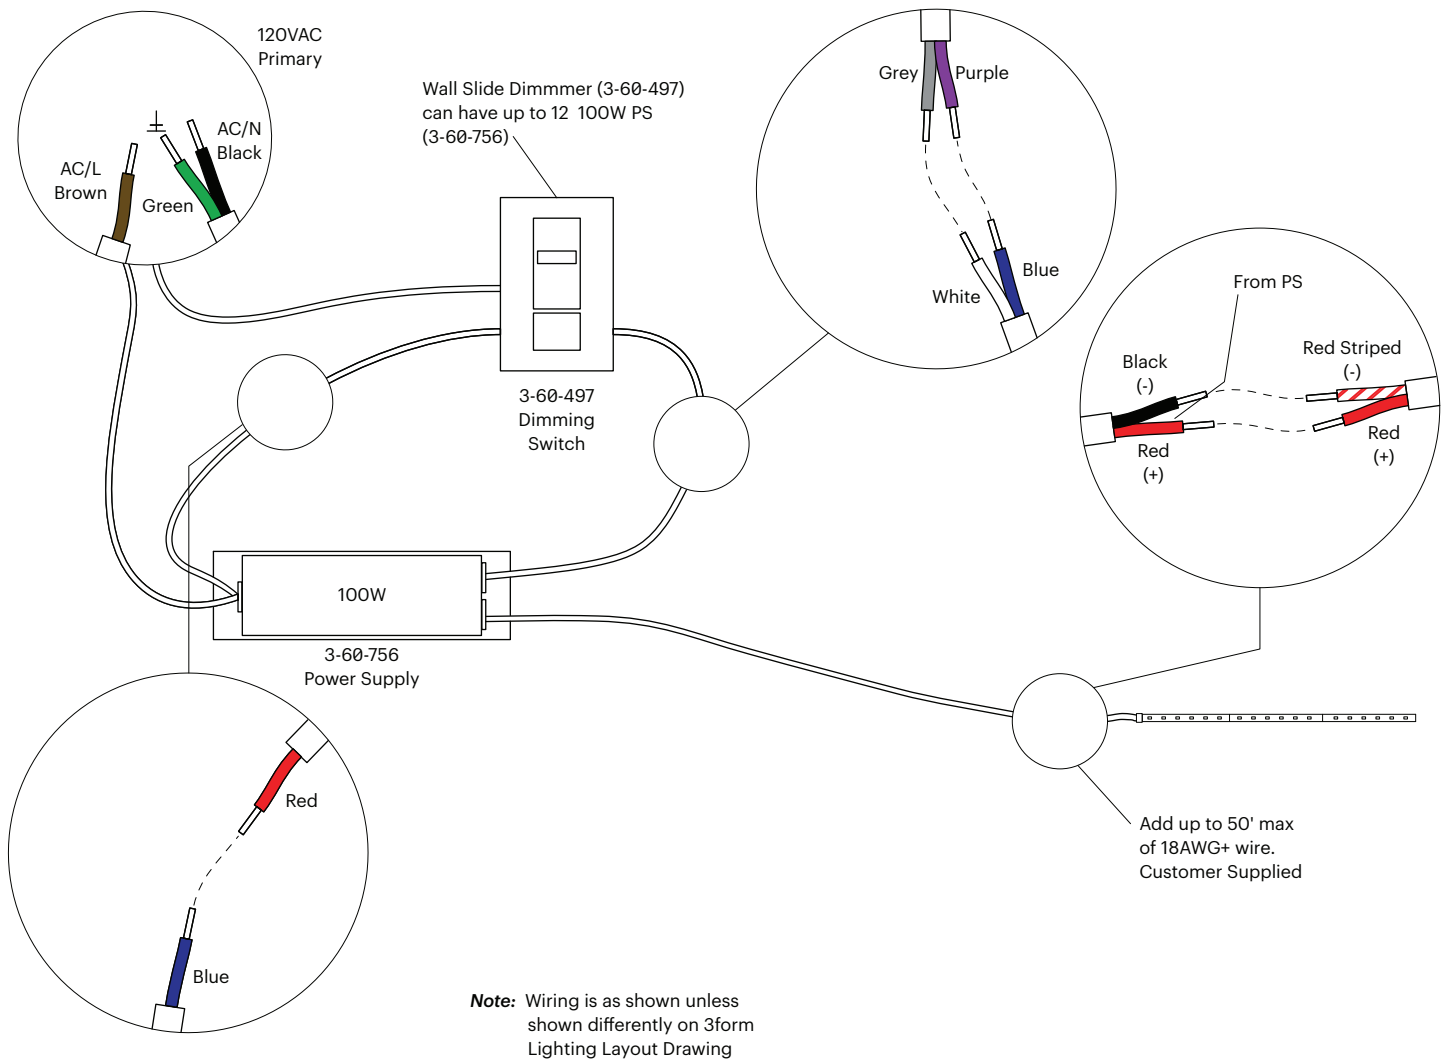 120VAC
Primary
AC/L
Brown
Green
AC/N
Black
Wall Slide Dimmmer (3-60-497)
can have up to 12 100W PS
(3-60-756)
3-60-497
Dimming
Switch
Grey
Purple
White
Blue
From PS
Black
(-)
Red Striped
(-)
Red
(+)
Red
(+)
100W
3-60-756
Power Supply
Red
Blue
Add up to 50' max
of 18AWG+ wire.
Customer Supplied
Note: Wiring is as shown unless
shown differently on 3form
Lighting Layout Drawing